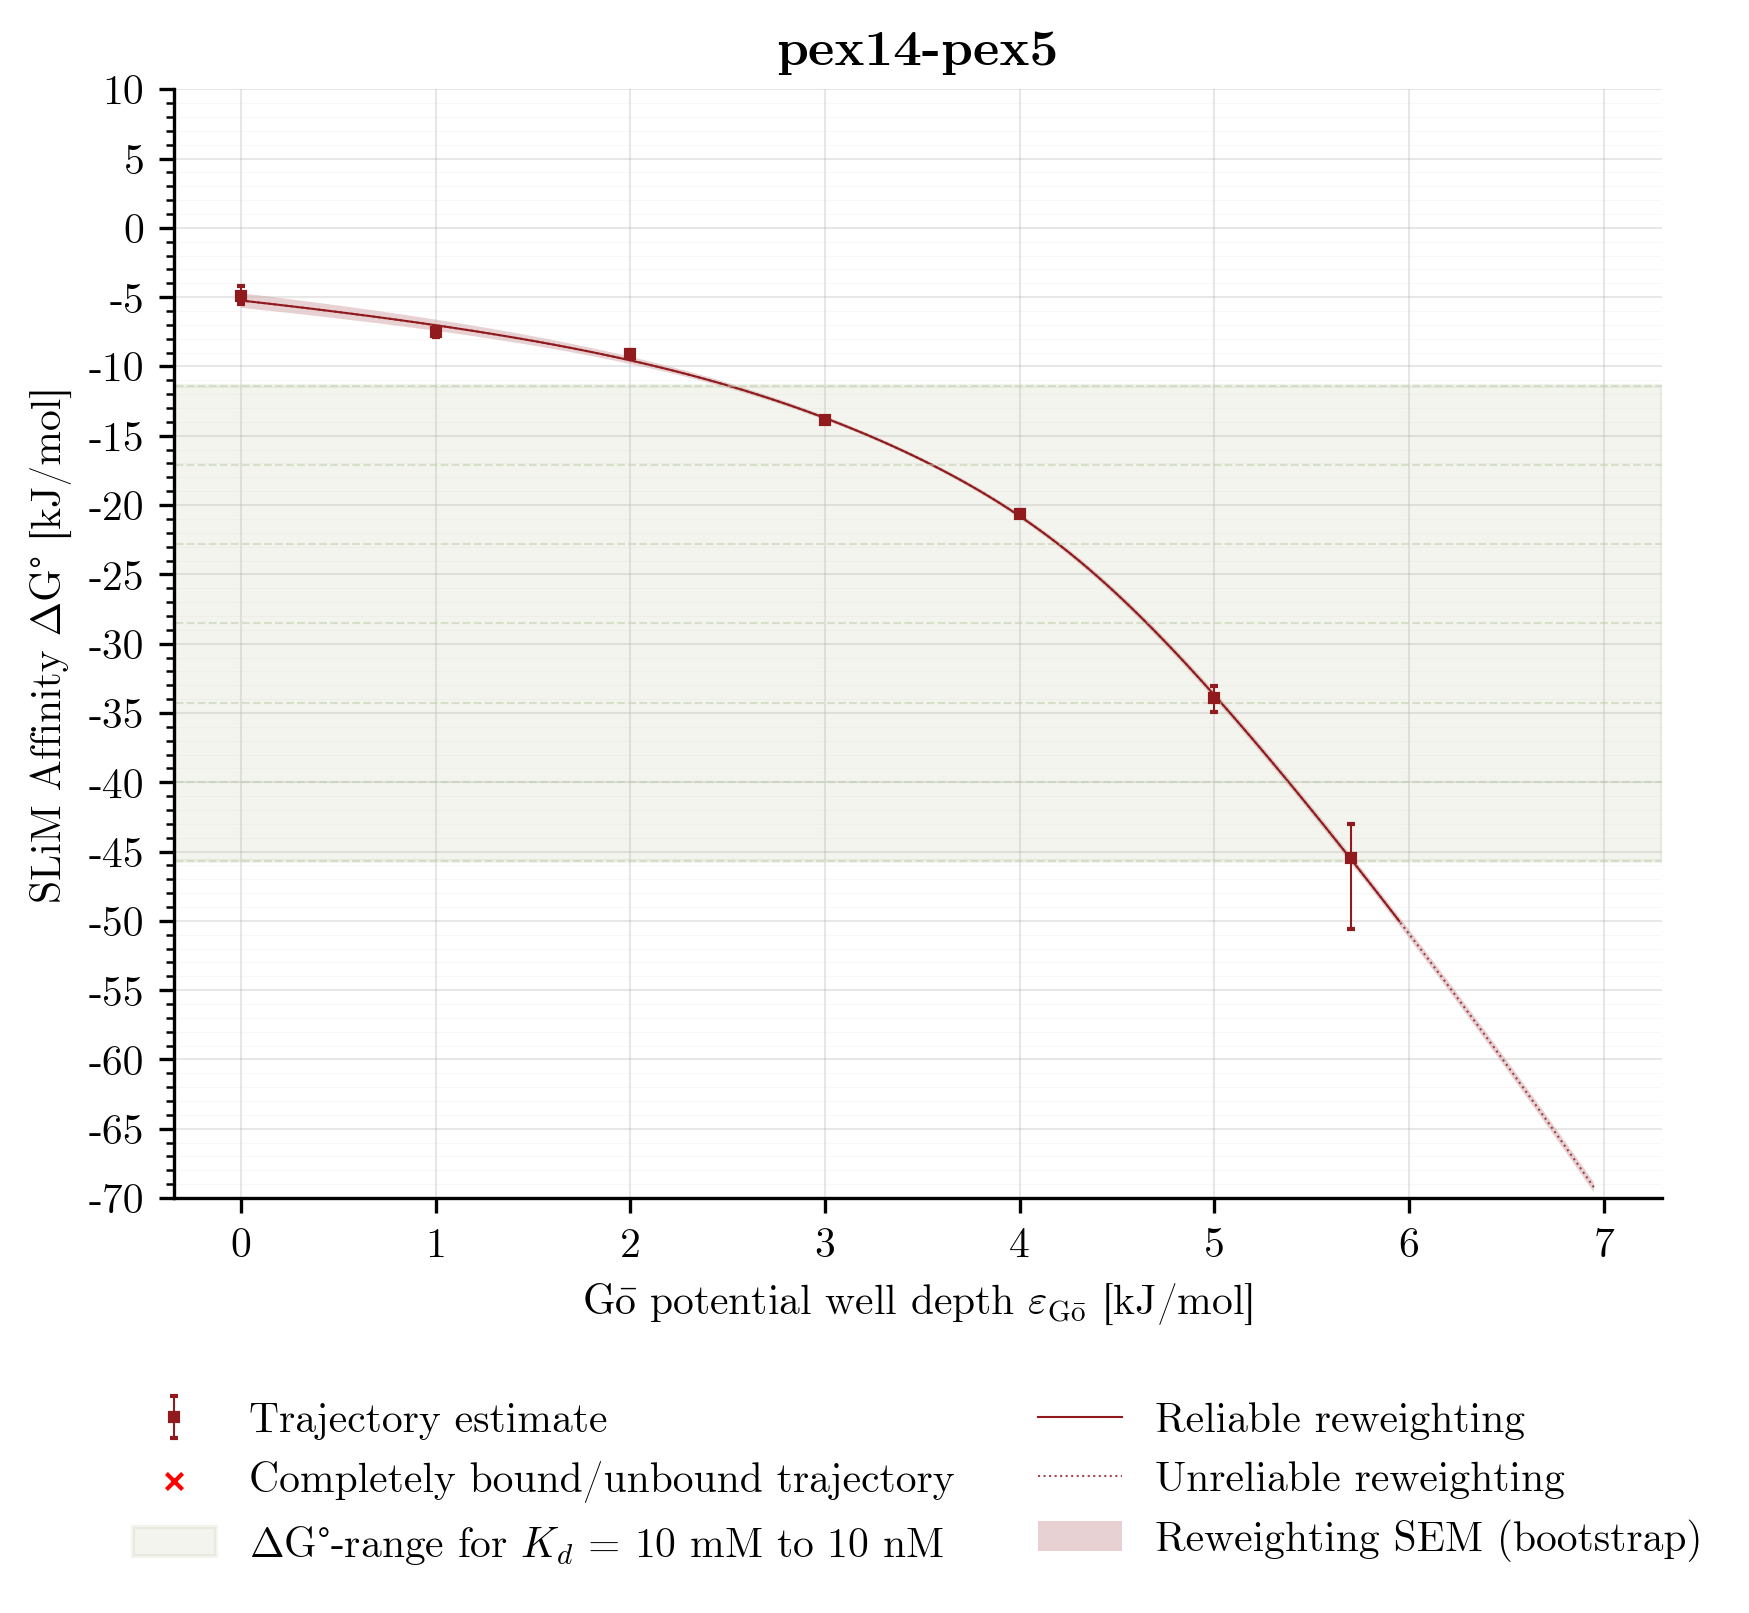 pex14-pex5
10
5
0
-5
-10
-15
-20
-25
-30
-35
-40
-45
-50
-55
-60
-65
-70
SLiM Affinity ΔG° [kJ/mol]
0 1 2 3 4 5 6 7
Gō potential well depth ε_Gō [kJ/mol]
Trajectory estimate
Completely bound/unbound trajectory
ΔG°-range for K_d = 10 mM to 10 nM
Reliable reweighting
Unreliable reweighting
Reweighting SEM (bootstrap)